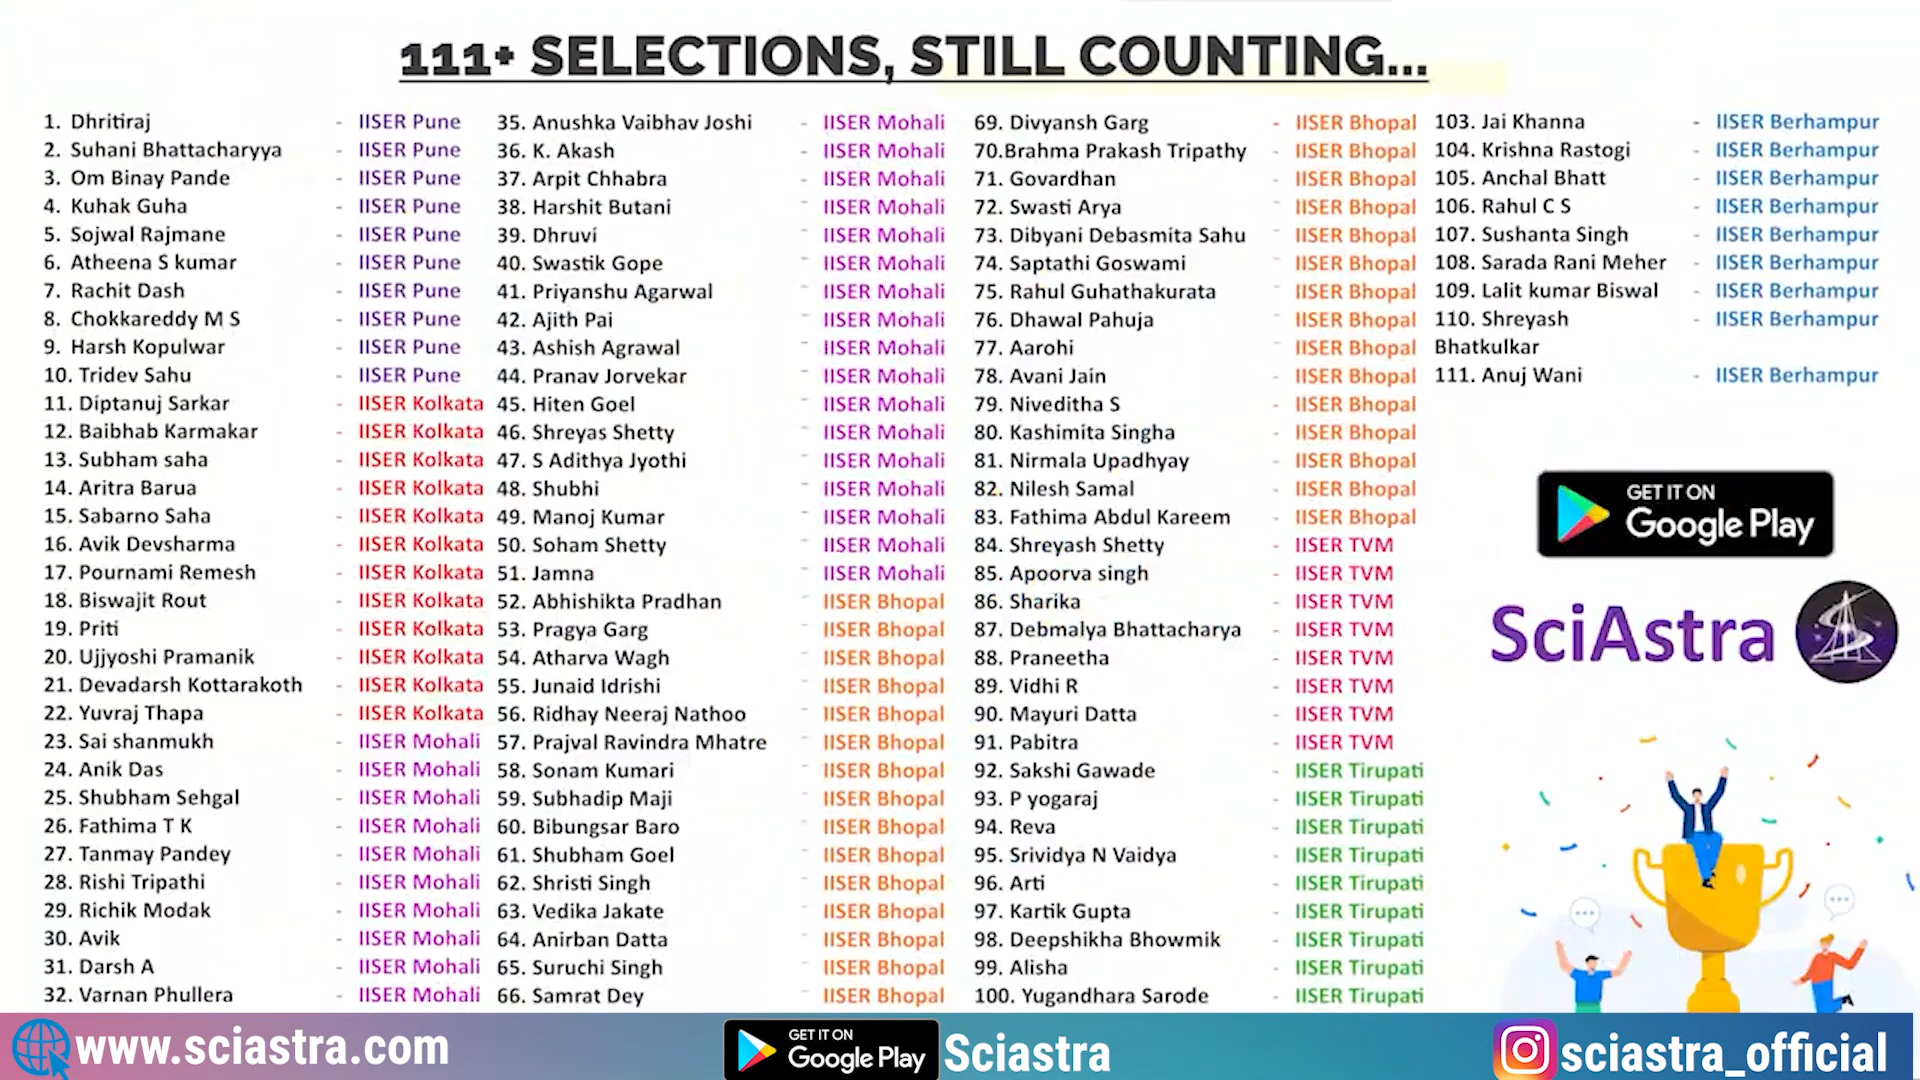 111+ SELECTIONS, STILL COUNTING...
1. Dhritiraj - IISER Pune
2. Suhani Bhattacharyya - IISER Pune
3. Om Binay Pande - IISER Pune
4. Kuhak Guha - IISER Pune
5. Sojwal Rajmane - IISER Pune
6. Atheena S kumar - IISER Pune
7. Rachit Dash - IISER Pune
8. Chokkareddy M S - IISER Pune
9. Harsh Kopulwar - IISER Pune
10. Tridev Sahu - IISER Pune
11. Diptanuj Sarkar - IISER Kolkata
12. Baibhab Karmakar - IISER Kolkata
13. Subham saha - IISER Kolkata
14. Aritra Barua - IISER Kolkata
15. Sabarno Saha - IISER Kolkata
16. Avik Devsharma - IISER Kolkata
17. Pournami Remesh - IISER Kolkata
18. Biswajit Rout - IISER Kolkata
19. Priti - IISER Kolkata
20. Ujjyoshi Pramanik - IISER Kolkata
21. Devadarsh Kottarakoth - IISER Kolkata
22. Yuvraj Thapa - IISER Kolkata
23. Sai shanmukh - IISER Mohali
24. Anik Das - IISER Mohali
25. Shubham Sehgal - IISER Mohali
26. Fathima T K - IISER Mohali
27. Tanmay Pandey - IISER Mohali
28. Rishi Tripathi - IISER Mohali
29. Richik Modak - IISER Mohali
30. Avik - IISER Mohali
31. Darsh A - IISER Mohali
32. Varnan Phullera - IISER Mohali
35. Anushka Vaibhav Joshi - IISER Mohali
36. K. Akash - IISER Mohali
37. Arpit Chhabra - IISER Mohali
38. Harshit Butani - IISER Mohali
39. Dhruvi - IISER Mohali
40. Swastik Gope - IISER Mohali
41. Priyanshu Agarwal - IISER Mohali
42. Ajith Pai - IISER Mohali
43. Ashish Agrawal - IISER Mohali
44. Pranav Jorvekar - IISER Mohali
45. Hiten Goel - IISER Mohali
46. Shreyas Shetty - IISER Mohali
47. S Adithya Jyothi - IISER Mohali
48. Shubhi - IISER Mohali
49. Manoj Kumar - IISER Mohali
50. Soham Shetty - IISER Mohali
51. Jamna - IISER Mohali
52. Abhishikta Pradhan - IISER Bhopal
53. Pragya Garg - IISER Bhopal
54. Atharva Wagh - IISER Bhopal
55. Junaid Idrishi - IISER Bhopal
56. Ridhay Neeraj Nathoo - IISER Bhopal
57. Prajval Ravindra Mhatre - IISER Bhopal
58. Sonam Kumari - IISER Bhopal
59. Subhadip Maji - IISER Bhopal
60. Bibungsar Baro - IISER Bhopal
61. Shubham Goel - IISER Bhopal
62. Shristi Singh - IISER Bhopal
63. Vedika Jakate - IISER Bhopal
64. Anirban Datta - IISER Bhopal
65. Suruchi Singh - IISER Bhopal
66. Samrat Dey - IISER Bhopal
69. Divyansh Garg - IISER Bhopal
70.Brahma Prakash Tripathy - IISER Bhopal
71. Govardhan - IISER Bhopal
72. Swasti Arya - IISER Bhopal
73. Dibyani Debasmita Sahu - IISER Bhopal
74. Saptathi Goswami - IISER Bhopal
75. Rahul Guhathakurata - IISER Bhopal
76. Dhawal Pahuja - IISER Bhopal
77. Aarohi - IISER Bhopal
78. Avani Jain - IISER Bhopal
79. Niveditha S - IISER Bhopal
80. Kashimita Singha - IISER Bhopal
81. Nirmala Upadhyay - IISER Bhopal
82. Nilesh Samal - IISER Bhopal
83. Fathima Abdul Kareem - IISER Bhopal
84. Shreyash Shetty - IISER TVM
85. Apoorva singh - IISER TVM
86. Sharika - IISER TVM
87. Debmalya Bhattacharya - IISER TVM
88. Praneetha - IISER TVM
89. Vidhi R - IISER TVM
90. Mayuri Datta - IISER TVM
91. Pabitra - IISER TVM
92. Sakshi Gawade - IISER Tirupati
93. P yogaraj - IISER Tirupati
94. Reva - IISER Tirupati
95. Srividya N Vaidya - IISER Tirupati
96. Arti - IISER Tirupati
97. Kartik Gupta - IISER Tirupati
98. Deepshikha Bhowmik - IISER Tirupati
99. Alisha - IISER Tirupati
100. Yugandhara Sarode - IISER Tirupati
103. Jai Khanna - IISER Berhampur
104. Krishna Rastogi - IISER Berhampur
105. Anchal Bhatt - IISER Berhampur
106. Rahul C S - IISER Berhampur
107. Sushanta Singh - IISER Berhampur
108. Sarada Rani Meher - IISER Berhampur
109. Lalit kumar Biswal - IISER Berhampur
110. Shreyash - IISER Berhampur
Bhatkulkar
111. Anuj Wani - IISER Berhampur
GET IT ON
Google Play
SciAstra
www.sciastra.com
GET IT ON
Google Play
Sciastra
sciastra_official